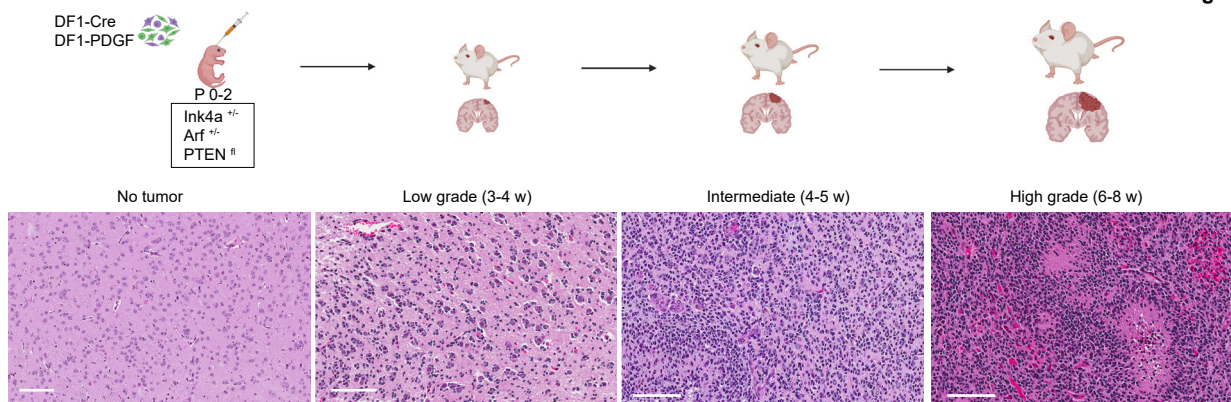 g
DF1-Cre
DF1-PDGF
P 0-2
Ink4a +/-
Arf +/-
PTEN fl
No tumor
Low grade (3-4 w)
Intermediate (4-5 w)
High grade (6-8 w)